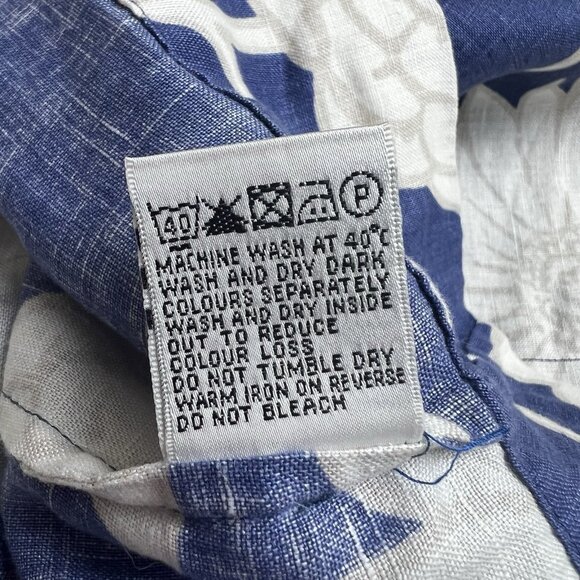 40 P
MACHINE WASH AT 40°C
WASH AND DRY DARK
COLOURS SEPARATELY
WASH AND DRY INSIDE
OUT TO REDUCE
COLOUR LOSS
DO NOT TUMBLE DRY
WARM IRON ON REVERSE
DO NOT BLEACH